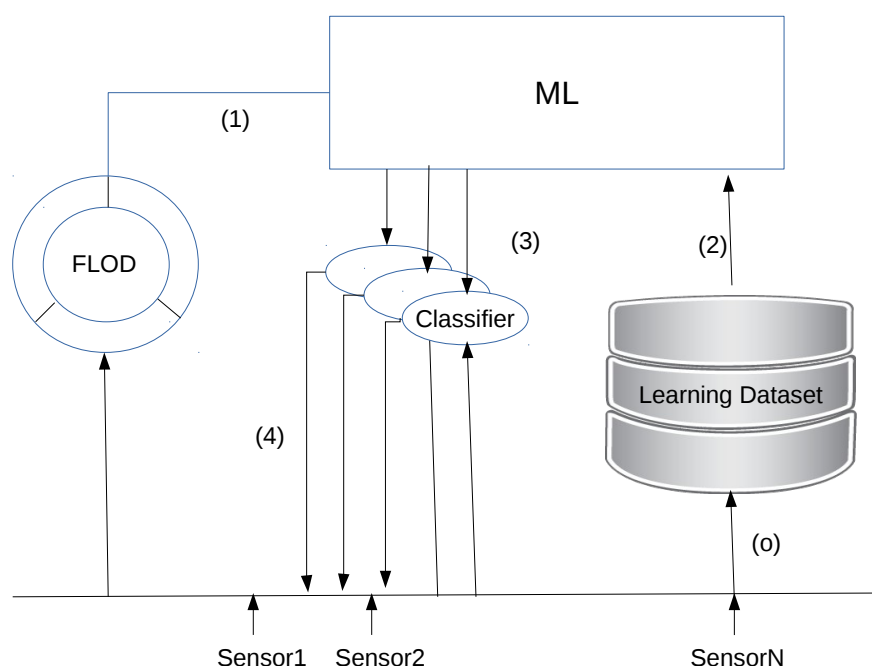 ML
(1)
(3)
(2)
FLOD
Classifier
Learning Dataset
(4)
(o)
Sensor1
Sensor2
SensorN